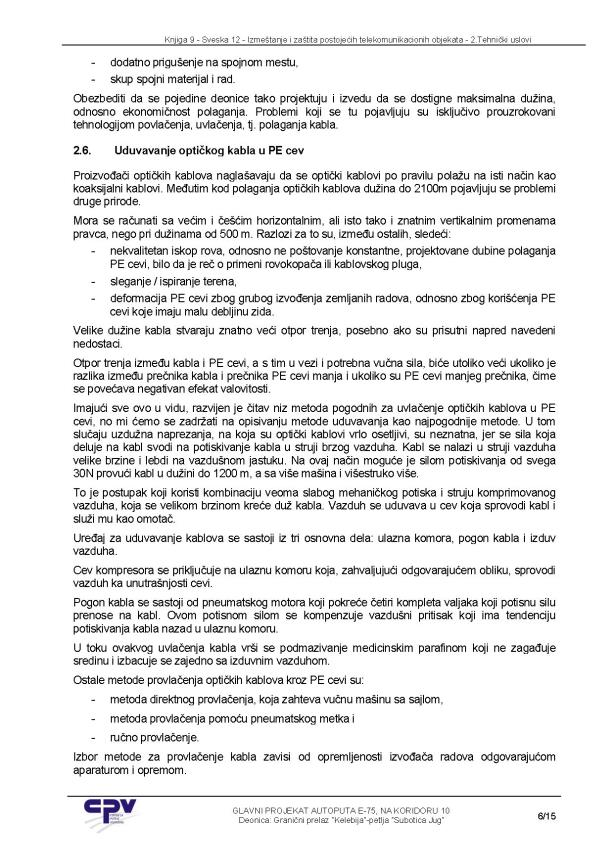 Knjiga 9 - Sveska 12 - Izmeštanje i zaštita postojećih telekomunikacionih objekata - 2.Tehnički uslovi
- dodatno prigušenje na spojnom mestu,
- skup spojni materijal i rad.
Obezbediti da se pojedine deonice tako projektuju i izvedu da se dostigne maksimalna dužina,
odnosno ekonomičnost polaganja. Problemi koji se tu pojavljuju su isključivo prouzrokovani
tehnologijom povlačenja, uvlačenja, tj. polaganja kabla.
2.6. Uduvavanje optičkog kabla u PE cev
Proizvođači optičkih kablova naglašavaju da se optički kablovi po pravilu polažu na isti način kao
koaksijalni kablovi. Međutim kod polaganja optičkih kablova dužina do 2100m pojavljuju se problemi
druge prirode.
Mora se računati sa većim i češćim horizontalnim, ali isto tako i znatnim vertikalnim promenama
pravca, nego pri dužinama od 500 m. Razlozi za to su, između ostalih, sledeći:
- nekvalitetan iskop rova, odnosno ne poštovanje konstantne, projektovane dubine polaganja
PE cevi, bilo da je reč o primeni rovokopača ili kablovskog pluga,
- sleganje / ispiranje terena,
- deformacija PE cevi zbog grubog izvođenja zemljanih radova, odnosno zbog korišćenja PE
cevi koje imaju malu debljinu zida.
Velike dužine kabla stvaraju znatno veći otpor trenja, posebno ako su prisutni napred navedeni
nedostaci.
Otpor trenja između kabla i PE cevi, a s tim u vezi i potrebna vučna sila, biće utoliko veći ukoliko je
razlika između prečnika kabla i prečnika PE cevi manja i ukoliko su PE cevi manjeg prečnika, čime
se povećava negativan efekat valovitosti.
Imajući sve ovo u vidu, razvijen je čitav niz metoda pogodnih za uvlačenje optičkih kablova u PE
cevi, no mi ćemo se zadržati na opisivanju metode uduvavanja kao najpogodnije metode. U tom
slučaju uzdužna naprezanja, na koja su optički kablovi vrlo osetljivi, su neznatna, jer se sila koja
deluje na kabl svodi na potiskivanje kabla u struji brzog vazduha. Kabl se nalazi u struji vazduha
velike brzine i lebdi na vazdušnom jastuku. Na ovaj način moguće je silom potiskivanja od svega
30N provući kabl u dužini do 1200 m, a sa više mašina i višestruko više.
To je postupak koji koristi kombinaciju veoma slabog mehaničkog potiska i struju komprimovanog
vazduha, koja se velikom brzinom kreće duž kabla. Vazduh se uduvava u cev koja sprovodi kabl i
služi mu kao omotač.
Uređaj za uduvavanje kablova se sastoji iz tri osnovna dela: ulazna komora, pogon kabla i izduv
vazduha.
Cev kompresora se priključuje na ulaznu komoru koja, zahvaljujući odgovarajućem obliku, sprovodi
vazduh ka unutrašnjosti cevi.
Pogon kabla se sastoji od pneumatskog motora koji pokreće četiri kompleta valjaka koji potisnu silu
prenose na kabl. Ovom potisnom silom se kompenzuje vazdušni pritisak koji ima tendenciju
potiskivanja kabla nazad u ulaznu komoru.
U toku ovakvog uvlačenja kabla vrši se podmazivanje medicinskim parafinom koji ne zagađuje
sredinu i izbacuje se zajedno sa izduvnim vazduhom.
Ostale metode provlačenja optičkih kablova kroz PE cevi su:
- metoda direktnog provlačenja, koja zahteva vučnu mašinu sa sajlom,
- metoda provlačenja pomoću pneumatskog metka i
- ručno provlačenje.
Izbor metode za provlačenje kabla zavisi od opremljenosti izvođača radova odgovarajućom
aparaturom i opremom.
CPV
GLAVNI PROJEKAT AUTOPUTA E-75, NA KORIDORU 10
Deonica: Granični prelaz "Kelebija"-petlja "Subotica Jug"
6/15